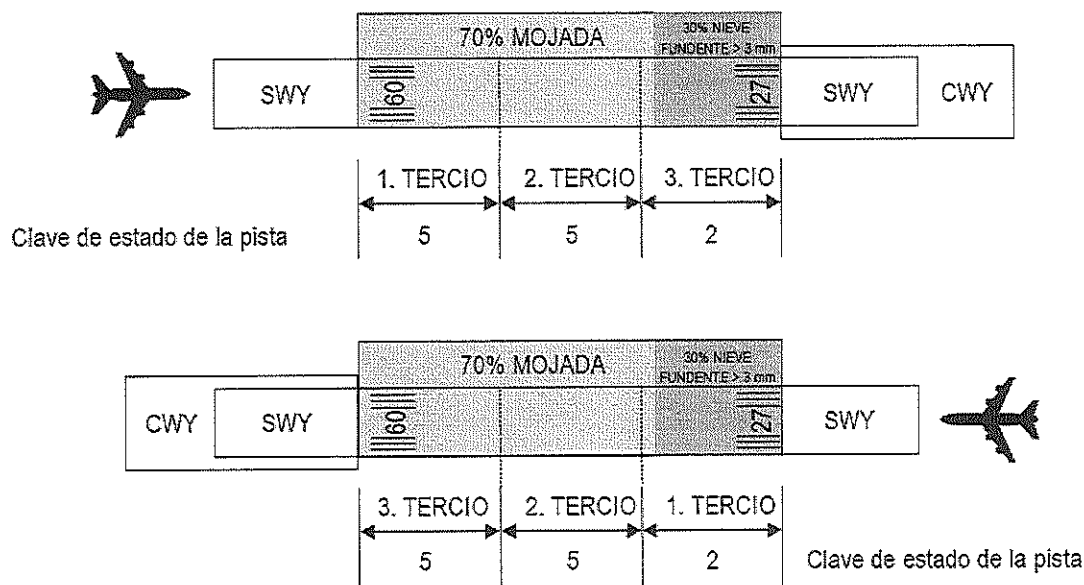 70% MOJADA
30% NIEVE
FUNDENTE > 3 mm
SWY
09
27
SWY
CWY
1. TERCIO
2. TERCIO
3. TERCIO
Clave de estado de la pista
5
5
2
70% MOJADA
30% NIEVE
FUNDENTE > 3 mm
CWY
SWY
09
27
SWY
3. TERCIO
2. TERCIO
1. TERCIO
5
5
2
Clave de estado de la pista